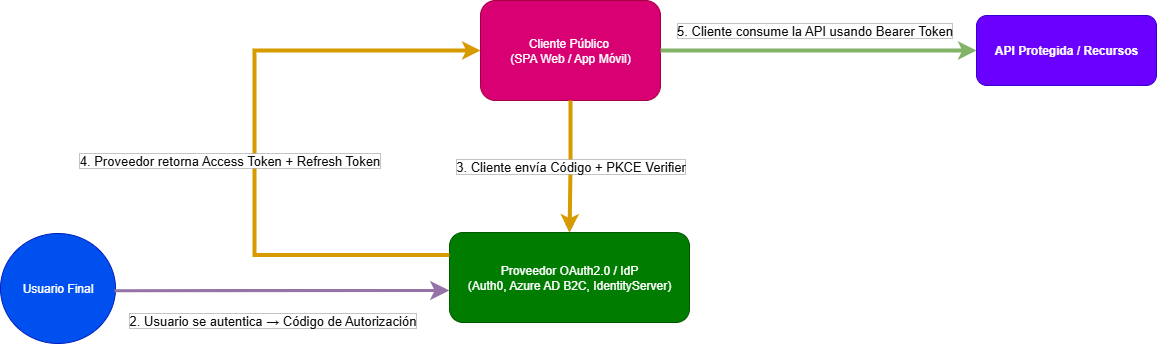 5. Cliente consume la API usando Bearer Token
Cliente Público
(SPA Web / App Móvil)
API Protegida / Recursos
4. Proveedor retorna Access Token + Refresh Token
3. Cliente envía Código + PKCE Verifier
Proveedor OAuth2.0 / IdP
(Auth0, Azure AD B2C, IdentityServer)
Usuario Final
2. Usuario se autentica → Código de Autorización